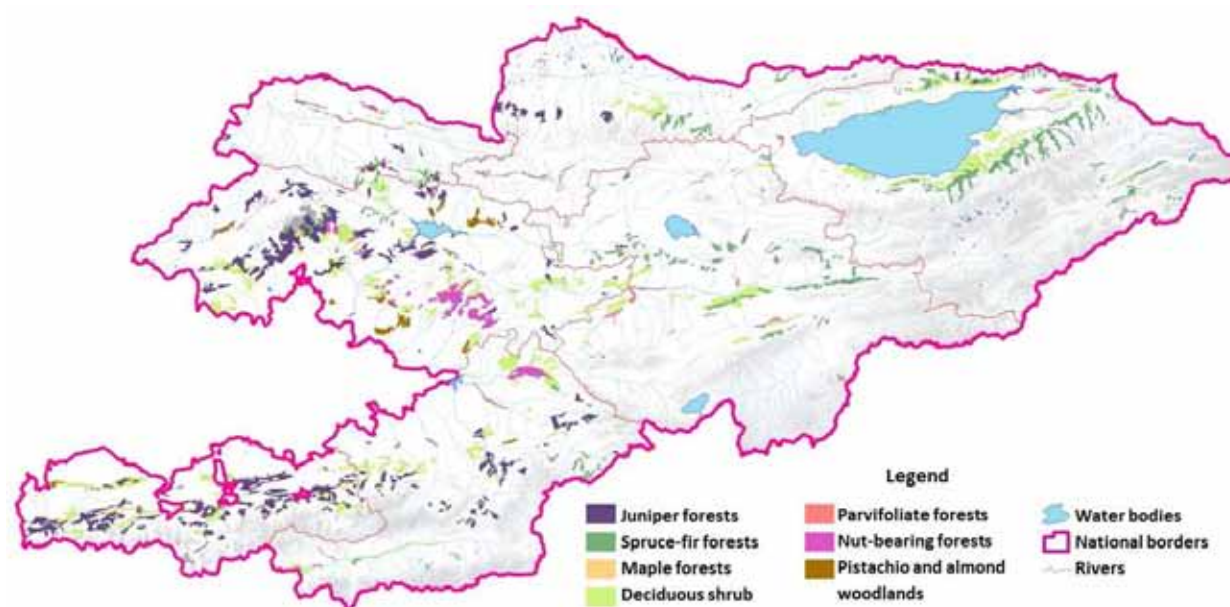 Legend
Juniper forests
Spruce-fir forests
Maple forests
Deciduous shrub
Parvifoliate forests
Nut-bearing forests
Pistachio and almond
woodlands
Water bodies
National borders
Rivers